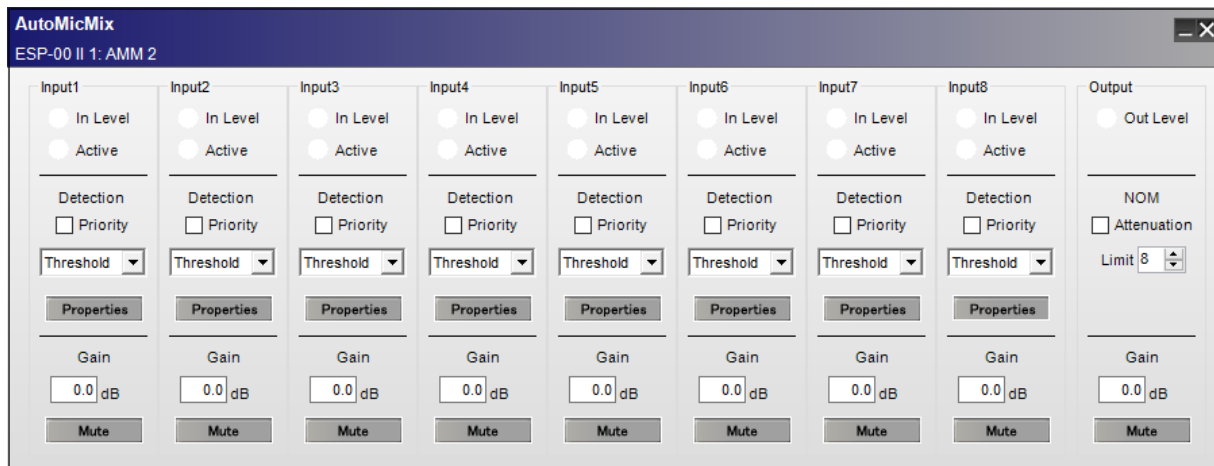 AutoMicMix
ESP-00 II 1: AMM 2
Input1 Input2 Input3 Input4 Input5 Input6 Input7 Input8 Output
In Level In Level In Level In Level In Level In Level In Level In Level Out Level
Active Active Active Active Active Active Active Active
Detection Detection Detection Detection Detection Detection Detection Detection NOM
Priority Priority Priority Priority Priority Priority Priority Priority Attenuation
Threshold Threshold Threshold Threshold Threshold Threshold Threshold Threshold Limit 8
Properties Properties Properties Properties Properties Properties Properties Properties
Gain Gain Gain Gain Gain Gain Gain Gain Gain
0.0 dB 0.0 dB 0.0 dB 0.0 dB 0.0 dB 0.0 dB 0.0 dB 0.0 dB 0.0 dB
Mute Mute Mute Mute Mute Mute Mute Mute Mute